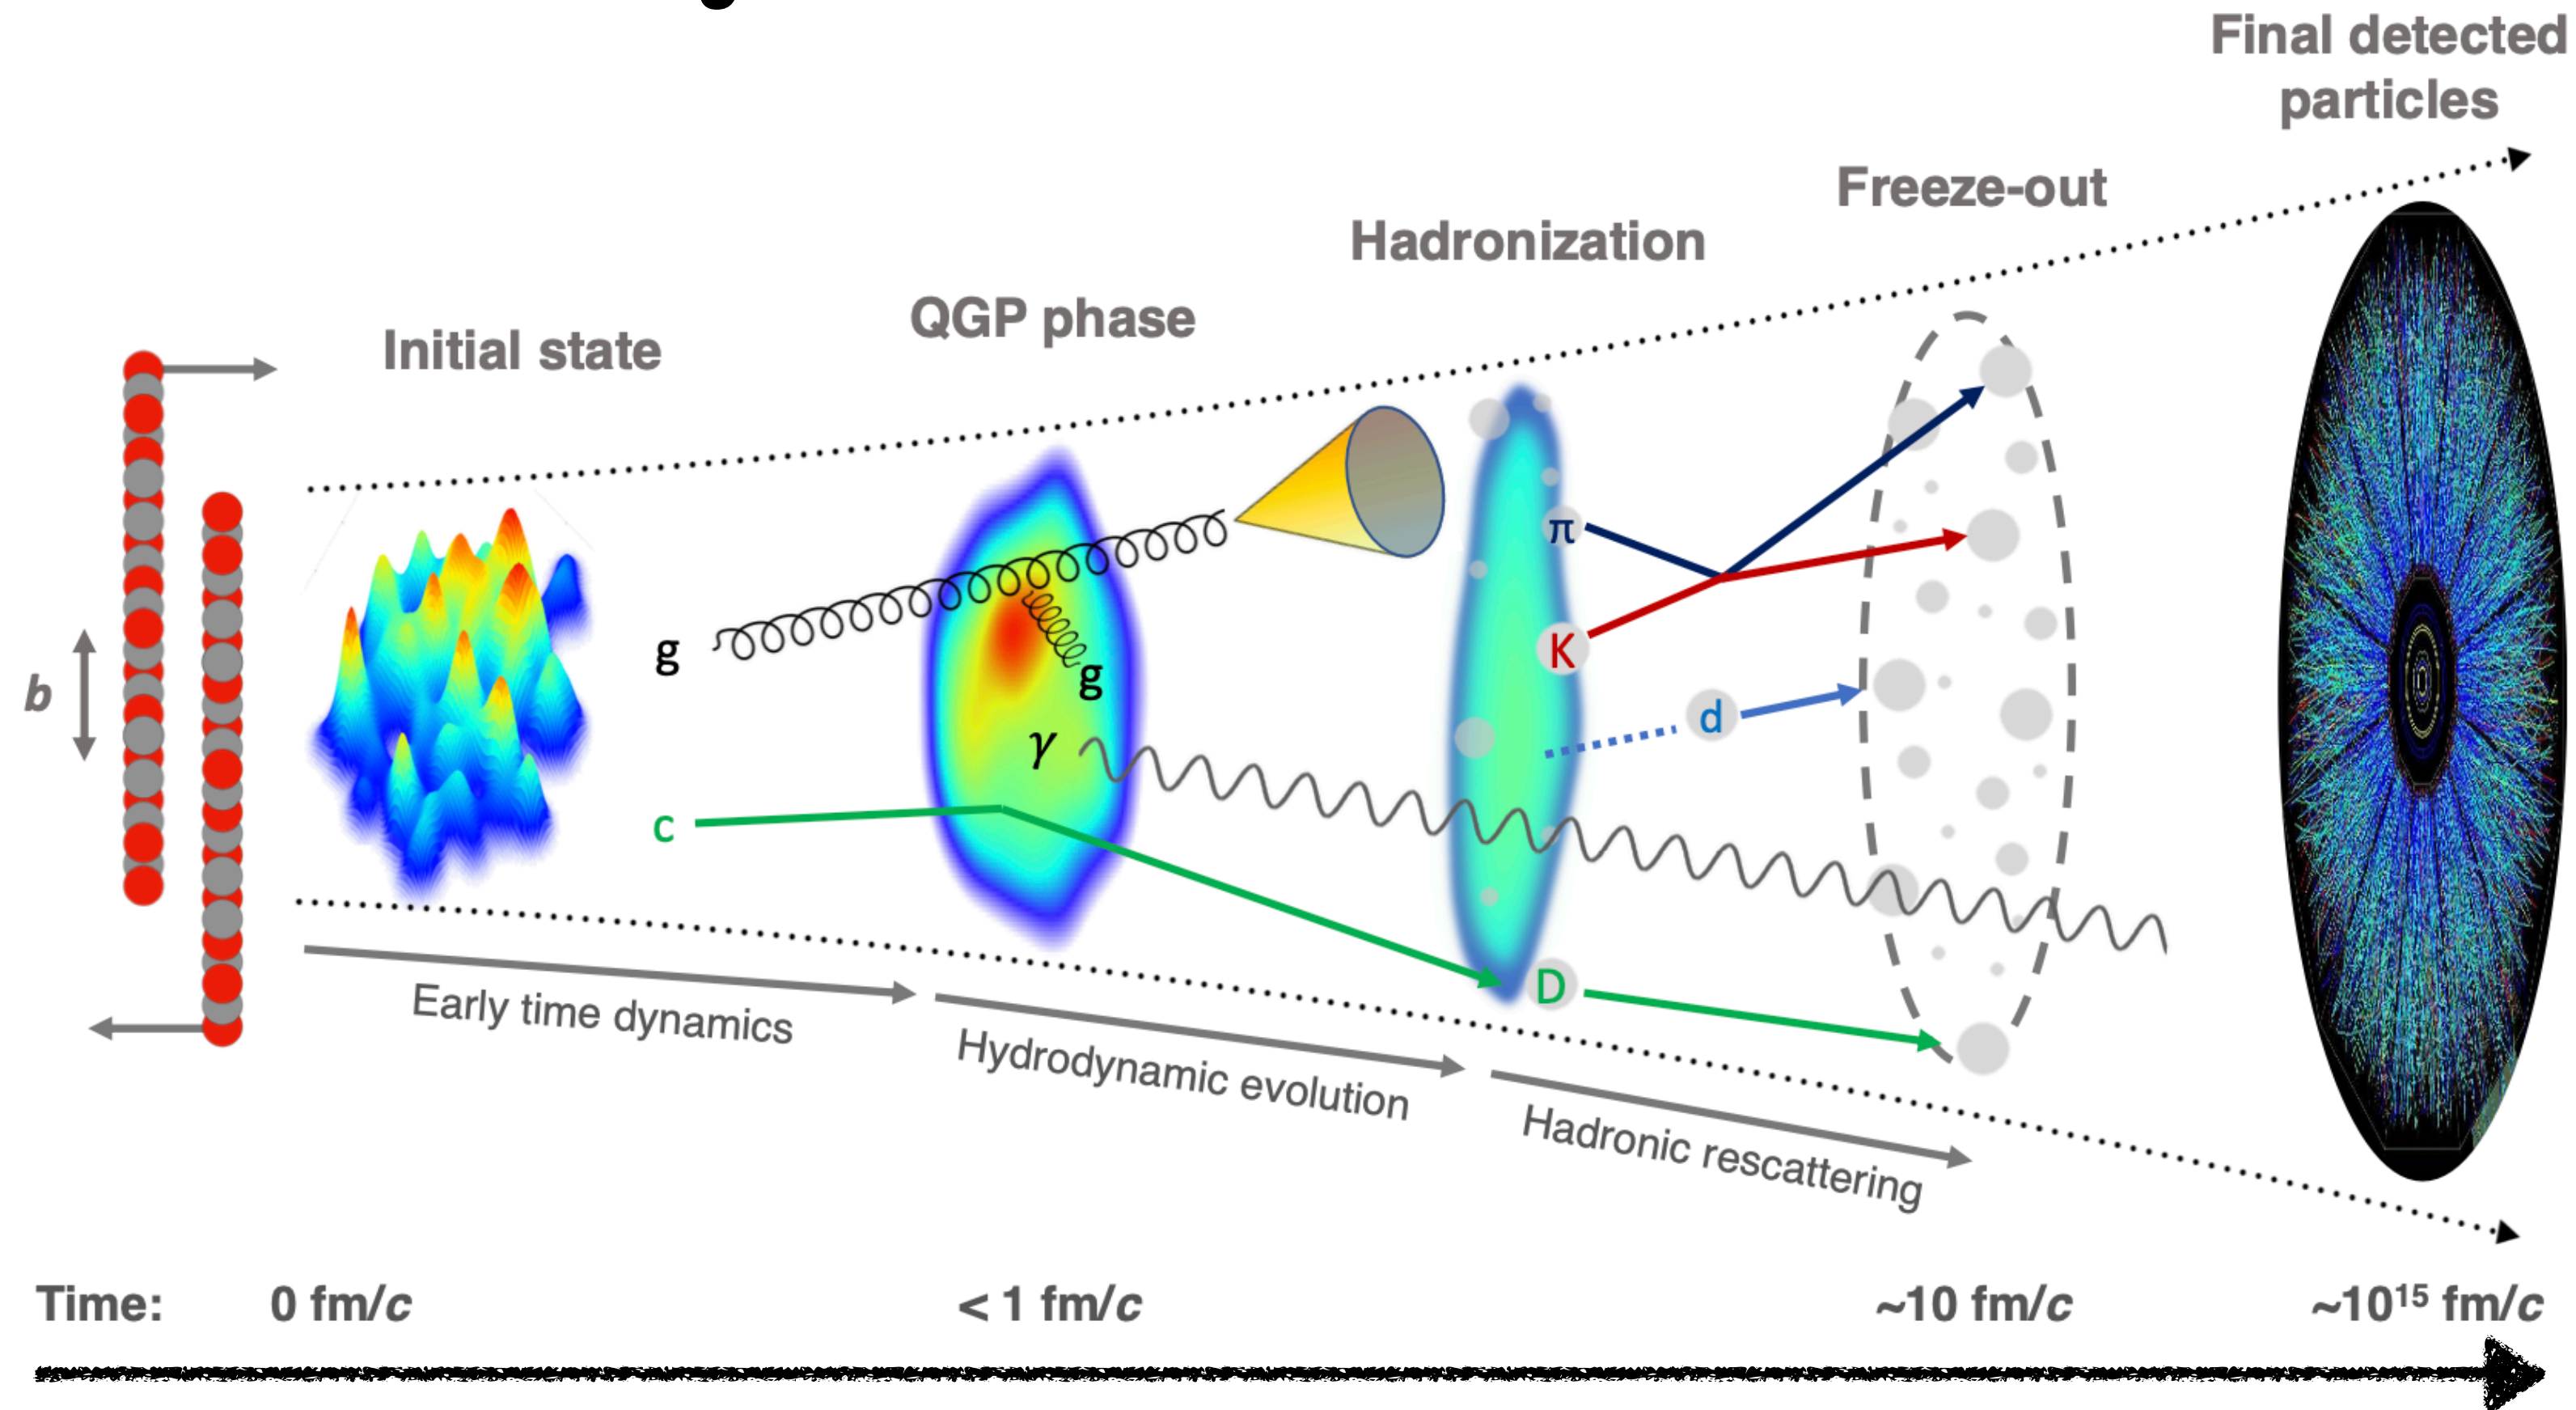 Final detected
particles
Freeze-out
Hadronization
QGP phase
Initial state
b
g
g
γ
c
π
K
d
D
Early time dynamics
Hydrodynamic evolution
Hadronic rescattering
Time: 0 fm/c < 1 fm/c ~10 fm/c ~10¹⁵ fm/c